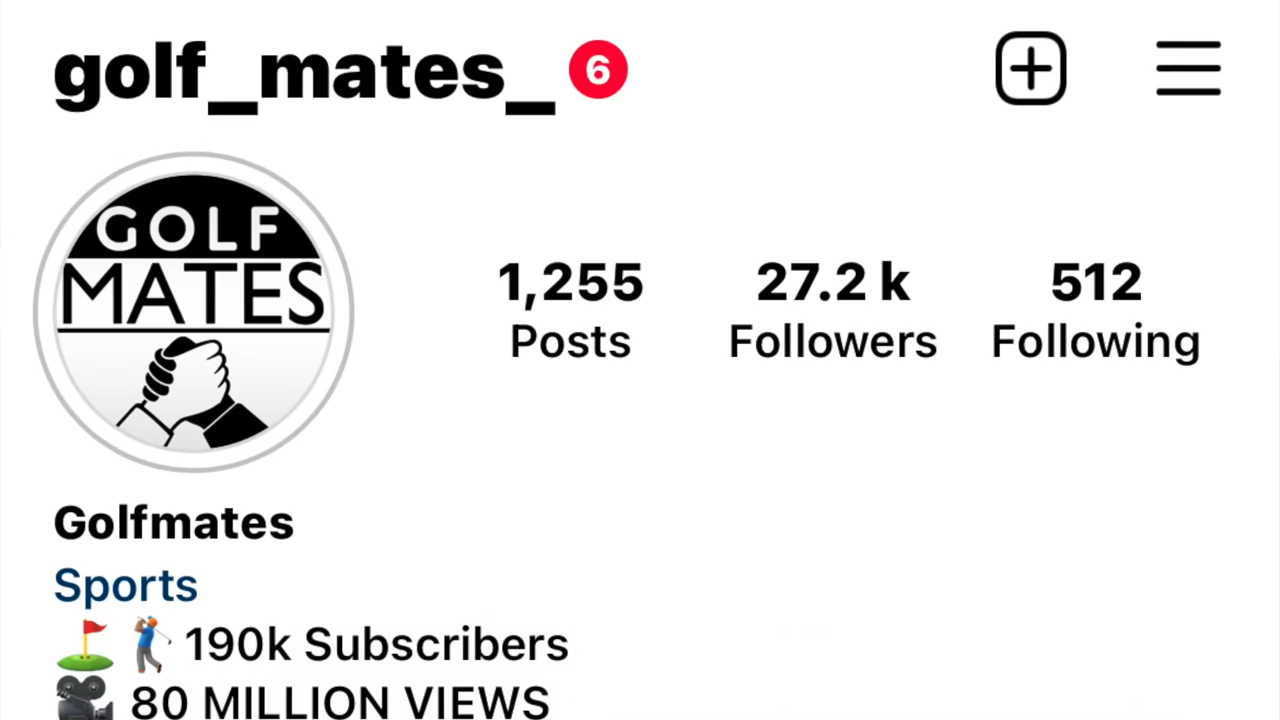 golf_mates_ 6
GOLF
MATES
1,255 27.2 k 512
Posts Followers Following
Golfmates
Sports
⛳ 🏌🏽‍♂️ 190k Subscribers
🎥 80 MILLION VIEWS